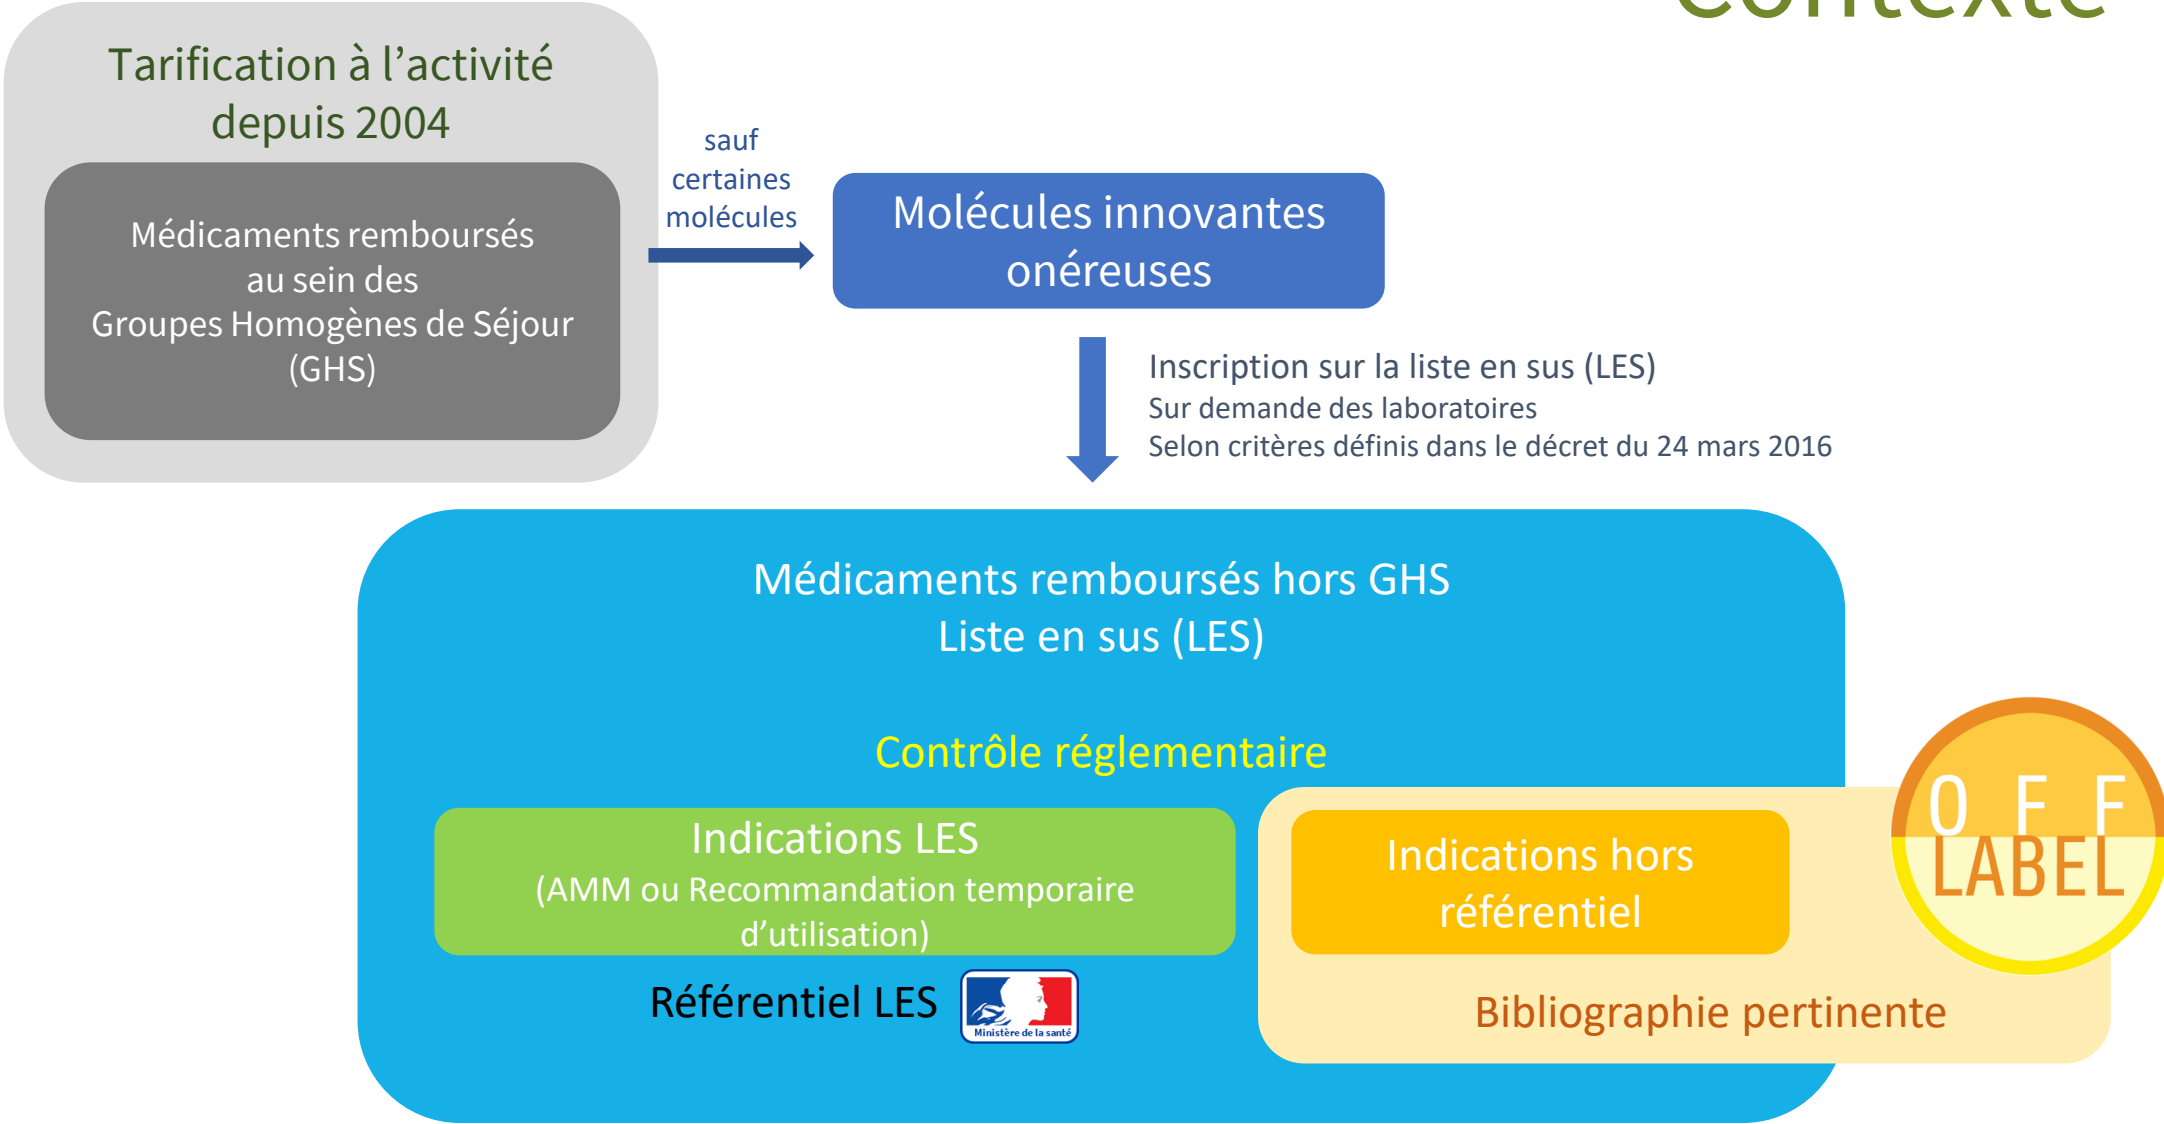 Contexte
Tarification à l’activité
depuis 2004
Médicaments remboursés
au sein des
Groupes Homogènes de Séjour
(GHS)
sauf
certaines
molécules
Molécules innovantes
onéreuses
Inscription sur la liste en sus (LES)
Sur demande des laboratoires
Selon critères définis dans le décret du 24 mars 2016
Médicaments remboursés hors GHS
Liste en sus (LES)
Contrôle réglementaire
Indications LES
(AMM ou Recommandation temporaire
d’utilisation)
Référentiel LES
Ministère de la santé
Indications hors
référentiel
Bibliographie pertinente
OFF
LABEL